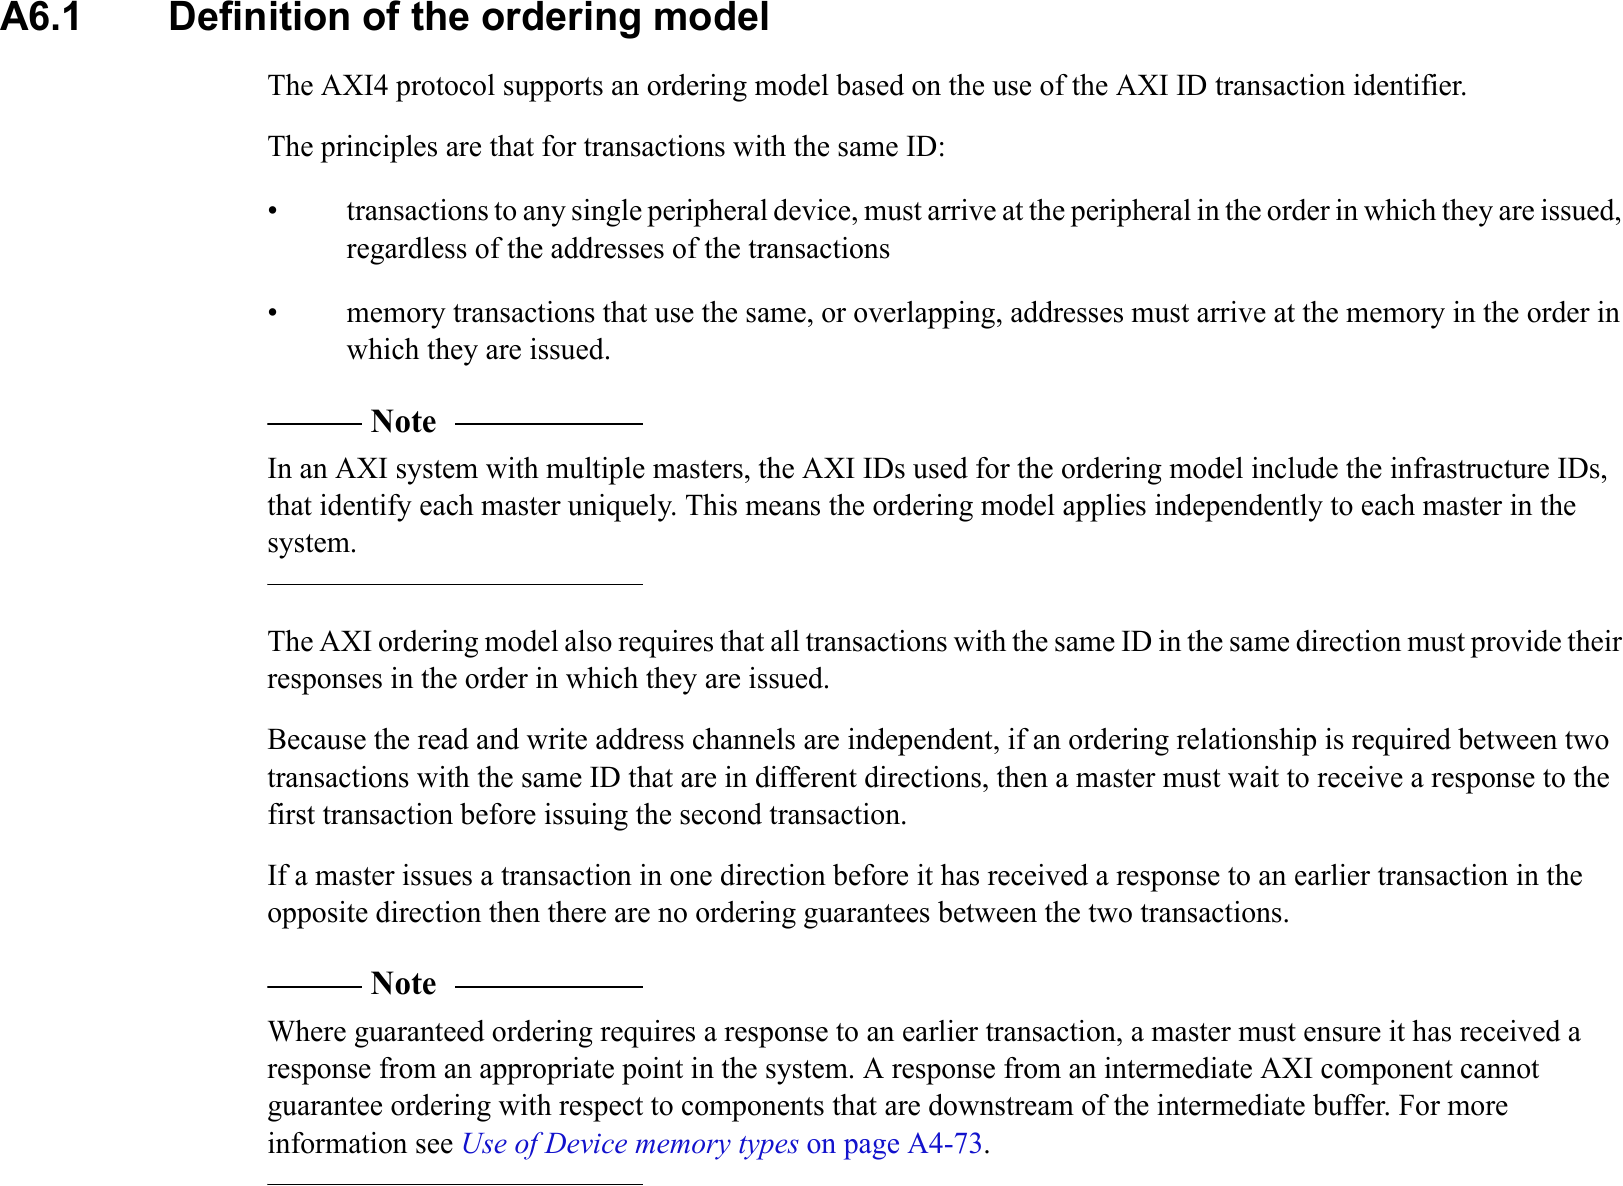 A6.1 Definition of the ordering model
The AXI4 protocol supports an ordering model based on the use of the AXI ID transaction identifier.
The principles are that for transactions with the same ID:
• transactions to any single peripheral device, must arrive at the peripheral in the order in which they are issued,
regardless of the addresses of the transactions
• memory transactions that use the same, or overlapping, addresses must arrive at the memory in the order in
which they are issued.
Note
In an AXI system with multiple masters, the AXI IDs used for the ordering model include the infrastructure IDs,
that identify each master uniquely. This means the ordering model applies independently to each master in the
system.
The AXI ordering model also requires that all transactions with the same ID in the same direction must provide their
responses in the order in which they are issued.
Because the read and write address channels are independent, if an ordering relationship is required between two
transactions with the same ID that are in different directions, then a master must wait to receive a response to the
first transaction before issuing the second transaction.
If a master issues a transaction in one direction before it has received a response to an earlier transaction in the
opposite direction then there are no ordering guarantees between the two transactions.
Note
Where guaranteed ordering requires a response to an earlier transaction, a master must ensure it has received a
response from an appropriate point in the system. A response from an intermediate AXI component cannot
guarantee ordering with respect to components that are downstream of the intermediate buffer. For more
information see Use of Device memory types on page A4-73.